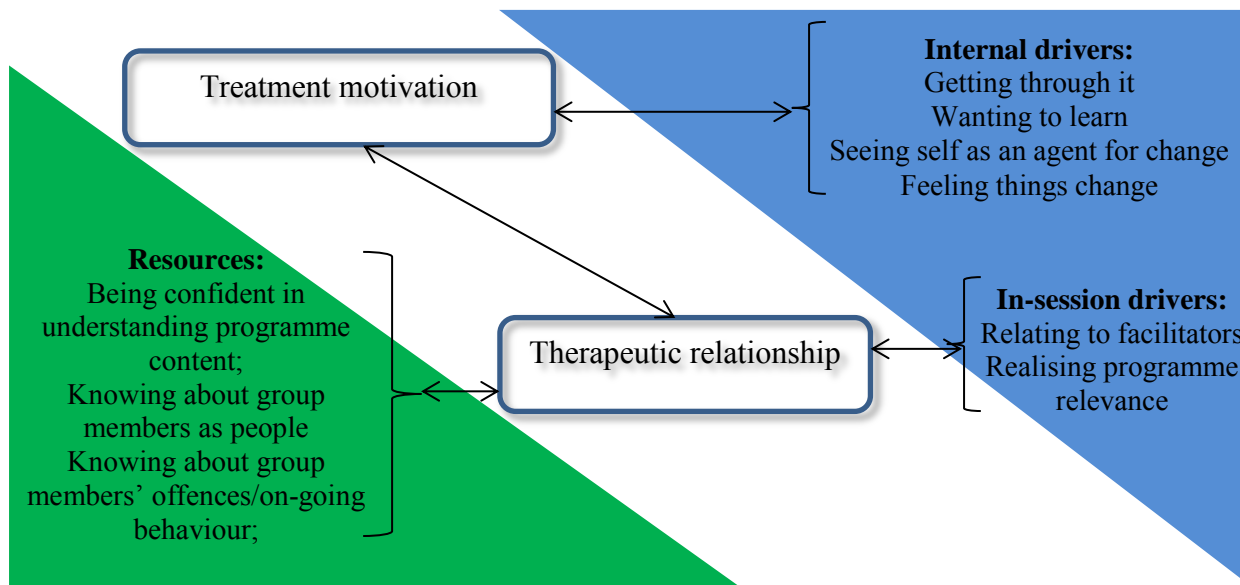 Treatment motivation
Internal drivers:
Getting through it
Wanting to learn
Seeing self as an agent for change
Feeling things change
Resources:
Being confident in
understanding programme
content;
Knowing about group
members as people
Knowing about group
members’ offences/on-going
behaviour;
Therapeutic relationship
In-session drivers:
Relating to facilitators
Realising programme
relevance